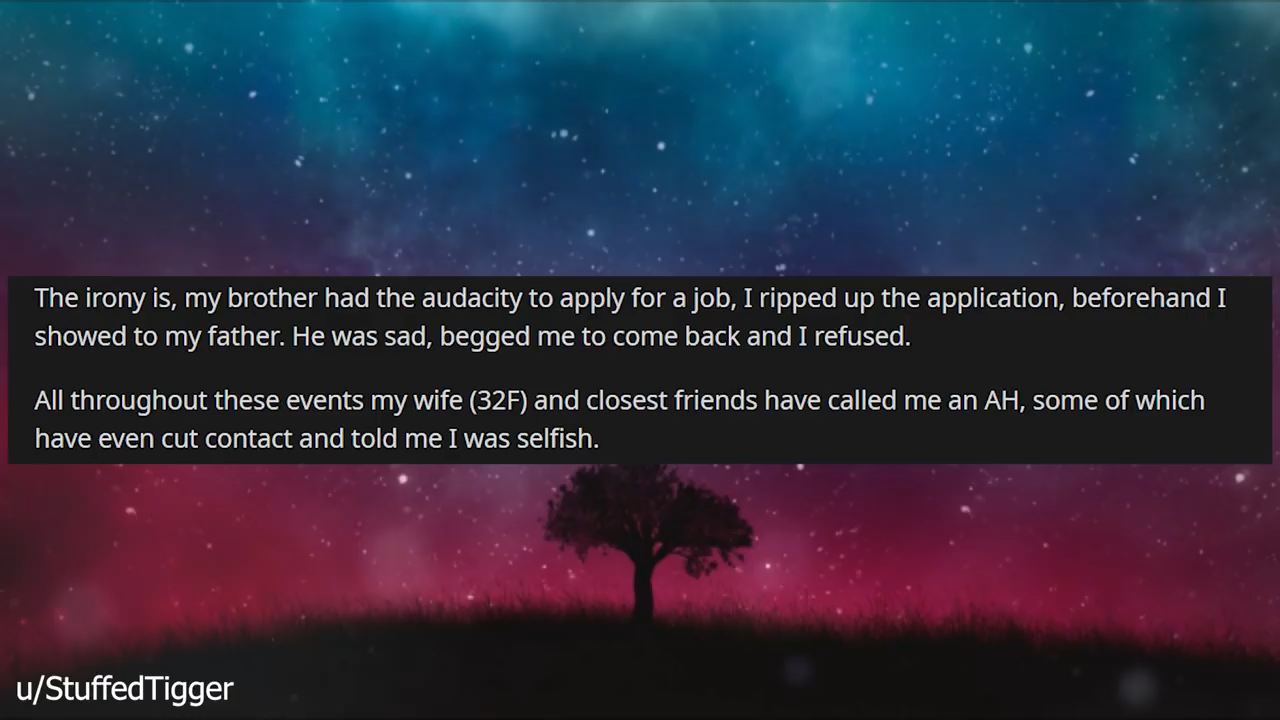 The irony is, my brother had the audacity to apply for a job, I ripped up the application, beforehand I
showed to my father. He was sad, begged me to come back and I refused.
All throughout these events my wife (32F) and closest friends have called me an AH, some of which
have even cut contact and told me I was selfish.
u/StuffedTigger